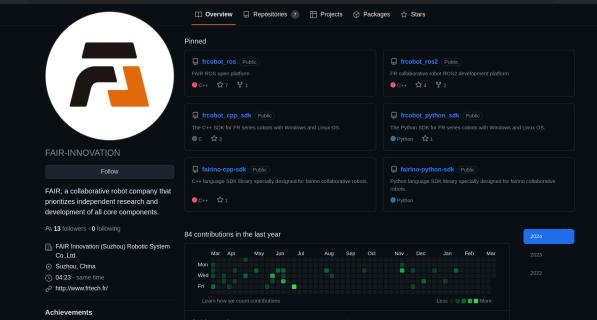 Overview
Repositories 7
Projects
Packages
Stars
FAIR-INNOVATION
Follow
FAIR, a collaborative robot company that
prioritizes independent research and
development of all core components.
13 followers · 0 following
FAIR Innovation (Suzhou) Robotic System
Co.,Ltd.
Suzhou, China
04:23 - same time
http://www.frtech.fr/
Achievements
Pinned
frcobot_ros Public
FAIR ROS open platform
C++ 7 1
frcobot_ros2 Public
FR collaborative robot ROS2 development platform
C++ 4 3
frcobot_cpp_sdk Public
The C++ SDK for FR series cobots with Windows and Linux OS.
C 3
frcobot_python_sdk Public
The Python SDK for FR series cobots with Windows and Linux OS.
Python 1
fairino-cpp-sdk Public
C++ language SDK library specially designed for fairino collaborative robots.
C++ 1
fairino-python-sdk Public
Python language SDK library specially designed for fairino collaborative
robots.
Python
84 contributions in the last year
Mar Apr May Jun Jul Aug Sep Oct Nov Dec Jan Feb Mar
Mon
Wed
Fri
Learn how we count contributions
Less More
2024
2023
2022